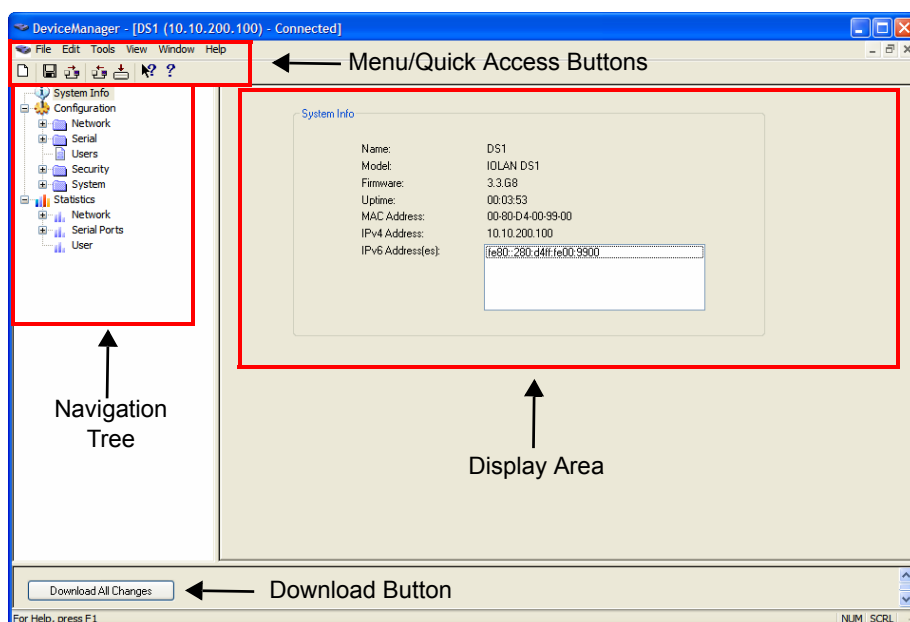 DeviceManager - [DS1 (10.10.200.100) - Connected]
File Edit Tools View Window Help
Menu/Quick Access Buttons
System Info
Configuration
Network
Serial
Users
Security
System
Statistics
Network
Serial Ports
User
System Info
Name: DS1
Model: IOLAN DS1
Firmware: 3.3.G8
Uptime: 00:03:53
MAC Address: 00-80-D4-00-99-00
IPv4 Address: 10.10.200.100
IPv6 Address(es): fe80::280:d4ff:fe00:9900
Navigation
Tree
Display Area
Download All Changes
Download Button
For Help, press F1
NUM SCRL